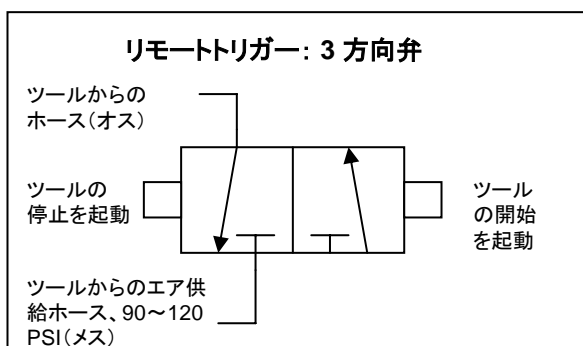 リモートトリガー: 3 方向弁
ツールからの
ホース(オス)
ツールの
停止を起動
ツール
の開始
を起動
ツールからのエア供
給ホース、90～120
PSI(メス)